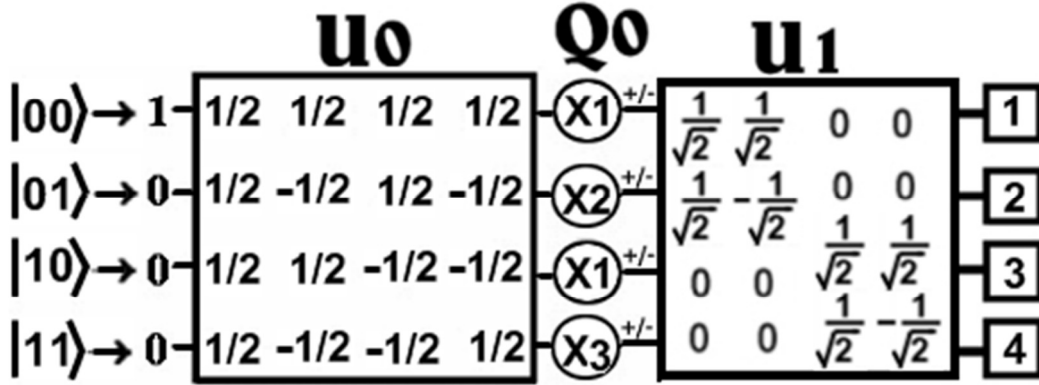 U0 Q0 U1
|00⟩→ 1 1/2 1/2 1/2 1/2 X1 +/- 1/√2 1/√2 0 0 1
|01⟩→ 0 1/2 -1/2 1/2 -1/2 X2 +/- 1/√2 -1/√2 0 0 2
|10⟩→ 0 1/2 1/2 -1/2 -1/2 X1 +/- 0 0 1/√2 1/√2 3
|11⟩→ 0 1/2 -1/2 -1/2 1/2 X3 +/- 0 0 1/√2 -1/√2 4